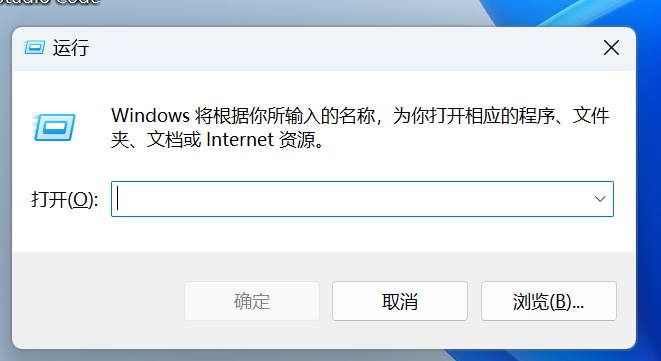 Studio Code
运行
Windows 将根据你所输入的名称，为你打开相应的程序、文件
夹、文档或 Internet 资源。
打开(O):
确定
取消
浏览(B)...